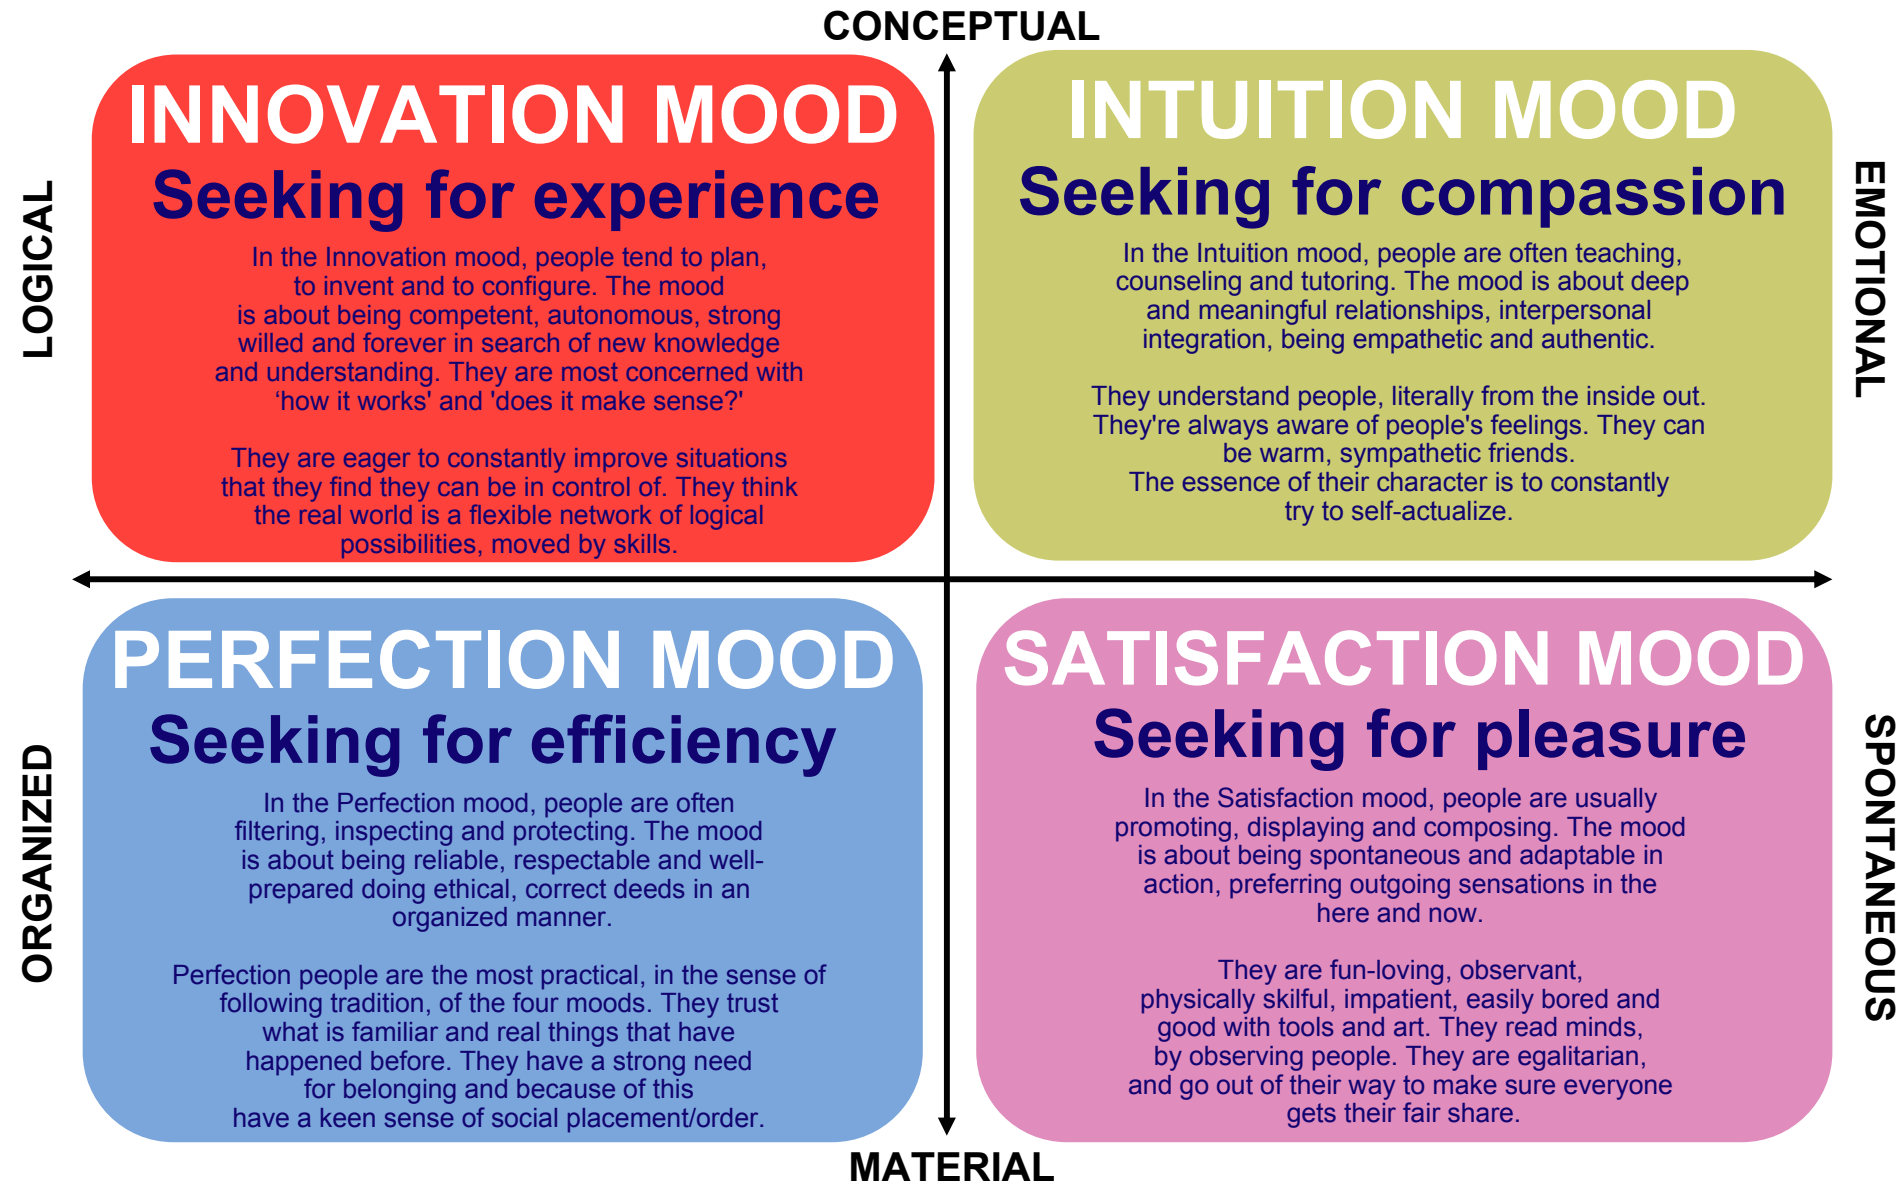 CONCEPTUAL
LOGICAL
INNOVATION MOOD
Seeking for experience
In the Innovation mood, people tend to plan,
to invent and to configure. The mood
is about being competent, autonomous, strong
willed and forever in search of new knowledge
and understanding. They are most concerned with
‘how it works' and 'does it make sense?'
They are eager to constantly improve situations
that they find they can be in control of. They think
the real world is a flexible network of logical
possibilities, moved by skills.
INTUITION MOOD
Seeking for compassion
In the Intuition mood, people are often teaching,
counseling and tutoring. The mood is about deep
and meaningful relationships, interpersonal
integration, being empathetic and authentic.
They understand people, literally from the inside out.
They're always aware of people's feelings. They can
be warm, sympathetic friends.
The essence of their character is to constantly
try to self-actualize.
EMOTIONAL
ORGANIZED
PERFECTION MOOD
Seeking for efficiency
In the Perfection mood, people are often
filtering, inspecting and protecting. The mood
is about being reliable, respectable and well-
prepared doing ethical, correct deeds in an
organized manner.
Perfection people are the most practical, in the sense of
following tradition, of the four moods. They trust
what is familiar and real things that have
happened before. They have a strong need
for belonging and because of this
have a keen sense of social placement/order.
SATISFACTION MOOD
Seeking for pleasure
In the Satisfaction mood, people are usually
promoting, displaying and composing. The mood
is about being spontaneous and adaptable in
action, preferring outgoing sensations in the
here and now.
They are fun-loving, observant,
physically skilful, impatient, easily bored and
good with tools and art. They read minds,
by observing people. They are egalitarian,
and go out of their way to make sure everyone
gets their fair share.
SPONTANEOUS
MATERIAL